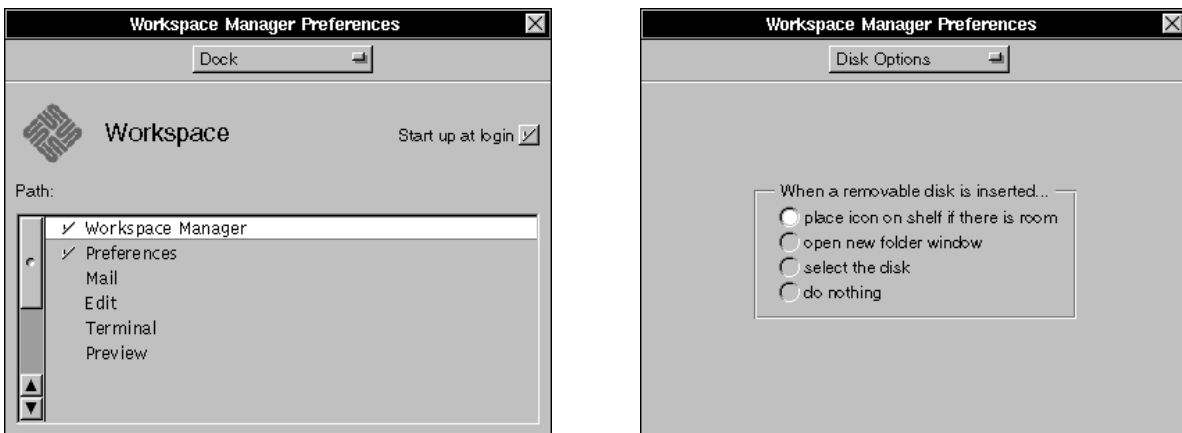 Workspace Manager Preferences
Dock
Workspace
Start up at login
Path:
Workspace Manager
Preferences
Mail
Edit
Terminal
Preview
Workspace Manager Preferences
Disk Options
When a removable disk is inserted...
place icon on shelf if there is room
open new folder window
select the disk
do nothing